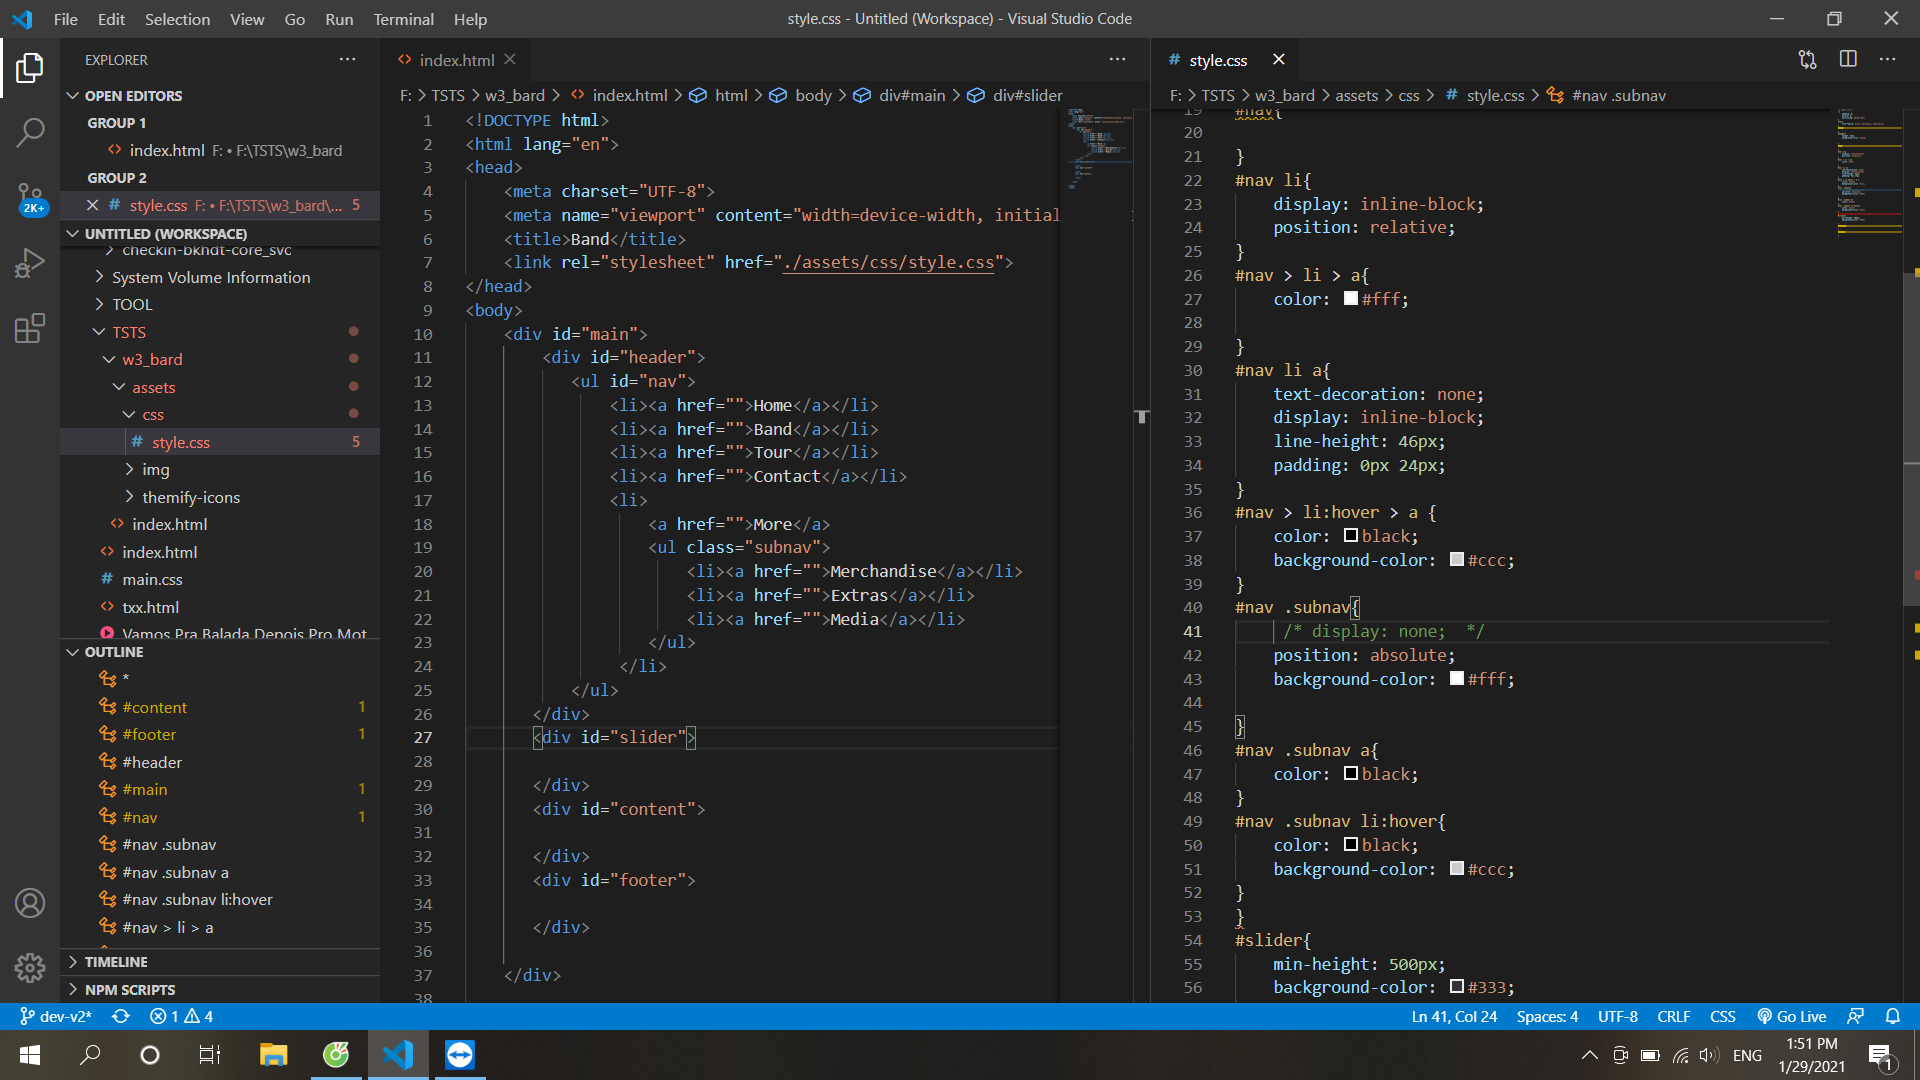 File Edit Selection View Go Run Terminal Help
style.css - Untitled (Workspace) - Visual Studio Code
EXPLORER
OPEN EDITORS
GROUP 1
index.html F: • F:\TSTS\w3_bard
GROUP 2
style.css F: • F:\TSTS\w3_bard\... 5
UNTITLED (WORKSPACE)
checkin-bkhdt-core_svc
System Volume Information
TOOL
TSTS
w3_bard
assets
css
style.css 5
img
themify-icons
index.html
index.html
main.css
txx.html
Vamos Pra Balada Depois Pro Mot
OUTLINE
*
#content 1
#footer 1
#header
#main 1
#nav 1
#nav .subnav
#nav .subnav a
#nav .subnav li:hover
#nav > li > a
TIMELINE
NPM SCRIPTS
2K+
index.html
F: > TSTS > w3_bard > index.html > html > body > div#main > div#slider
1 <!DOCTYPE html>
2 <html lang="en">
3 <head>
4 <meta charset="UTF-8">
5 <meta name="viewport" content="width=device-width, initial
6 <title>Band</title>
7 <link rel="stylesheet" href="./assets/css/style.css">
8 </head>
9 <body>
10 <div id="main">
11 <div id="header">
12 <ul id="nav">
13 <li><a href="">Home</a></li>
14 <li><a href="">Band</a></li>
15 <li><a href="">Tour</a></li>
16 <li><a href="">Contact</a></li>
17 <li>
18 <a href="">More</a>
19 <ul class="subnav">
20 <li><a href="">Merchandise</a></li>
21 <li><a href="">Extras</a></li>
22 <li><a href="">Media</a></li>
23 </ul>
24 </li>
25 </ul>
26 </div>
27 <div id="slider">
28
29 </div>
30 <div id="content">
31
32 </div>
33 <div id="footer">
34
35 </div>
36
37 </div>
38
style.css
F: > TSTS > w3_bard > assets > css > style.css > #nav .subnav
19 #nav{
20
21 }
22 #nav li{
23 display: inline-block;
24 position: relative;
25 }
26 #nav > li > a{
27 color: #fff;
28
29 }
30 #nav li a{
31 text-decoration: none;
32 display: inline-block;
33 line-height: 46px;
34 padding: 0px 24px;
35 }
36 #nav > li:hover > a {
37 color: black;
38 background-color: #ccc;
39 }
40 #nav .subnav{
41 /* display: none;  */
42 position: absolute;
43 background-color: #fff;
44
45 }
46 #nav .subnav a{
47 color: black;
48 }
49 #nav .subnav li:hover{
50 color: black;
51 background-color: #ccc;
52 }
53 }
54 #slider{
55 min-height: 500px;
56 background-color: #333;
dev-v2* 1 4
Ln 41, Col 24 Spaces: 4 UTF-8 CRLF CSS Go Live
ENG
1:51 PM
1/29/2021
1